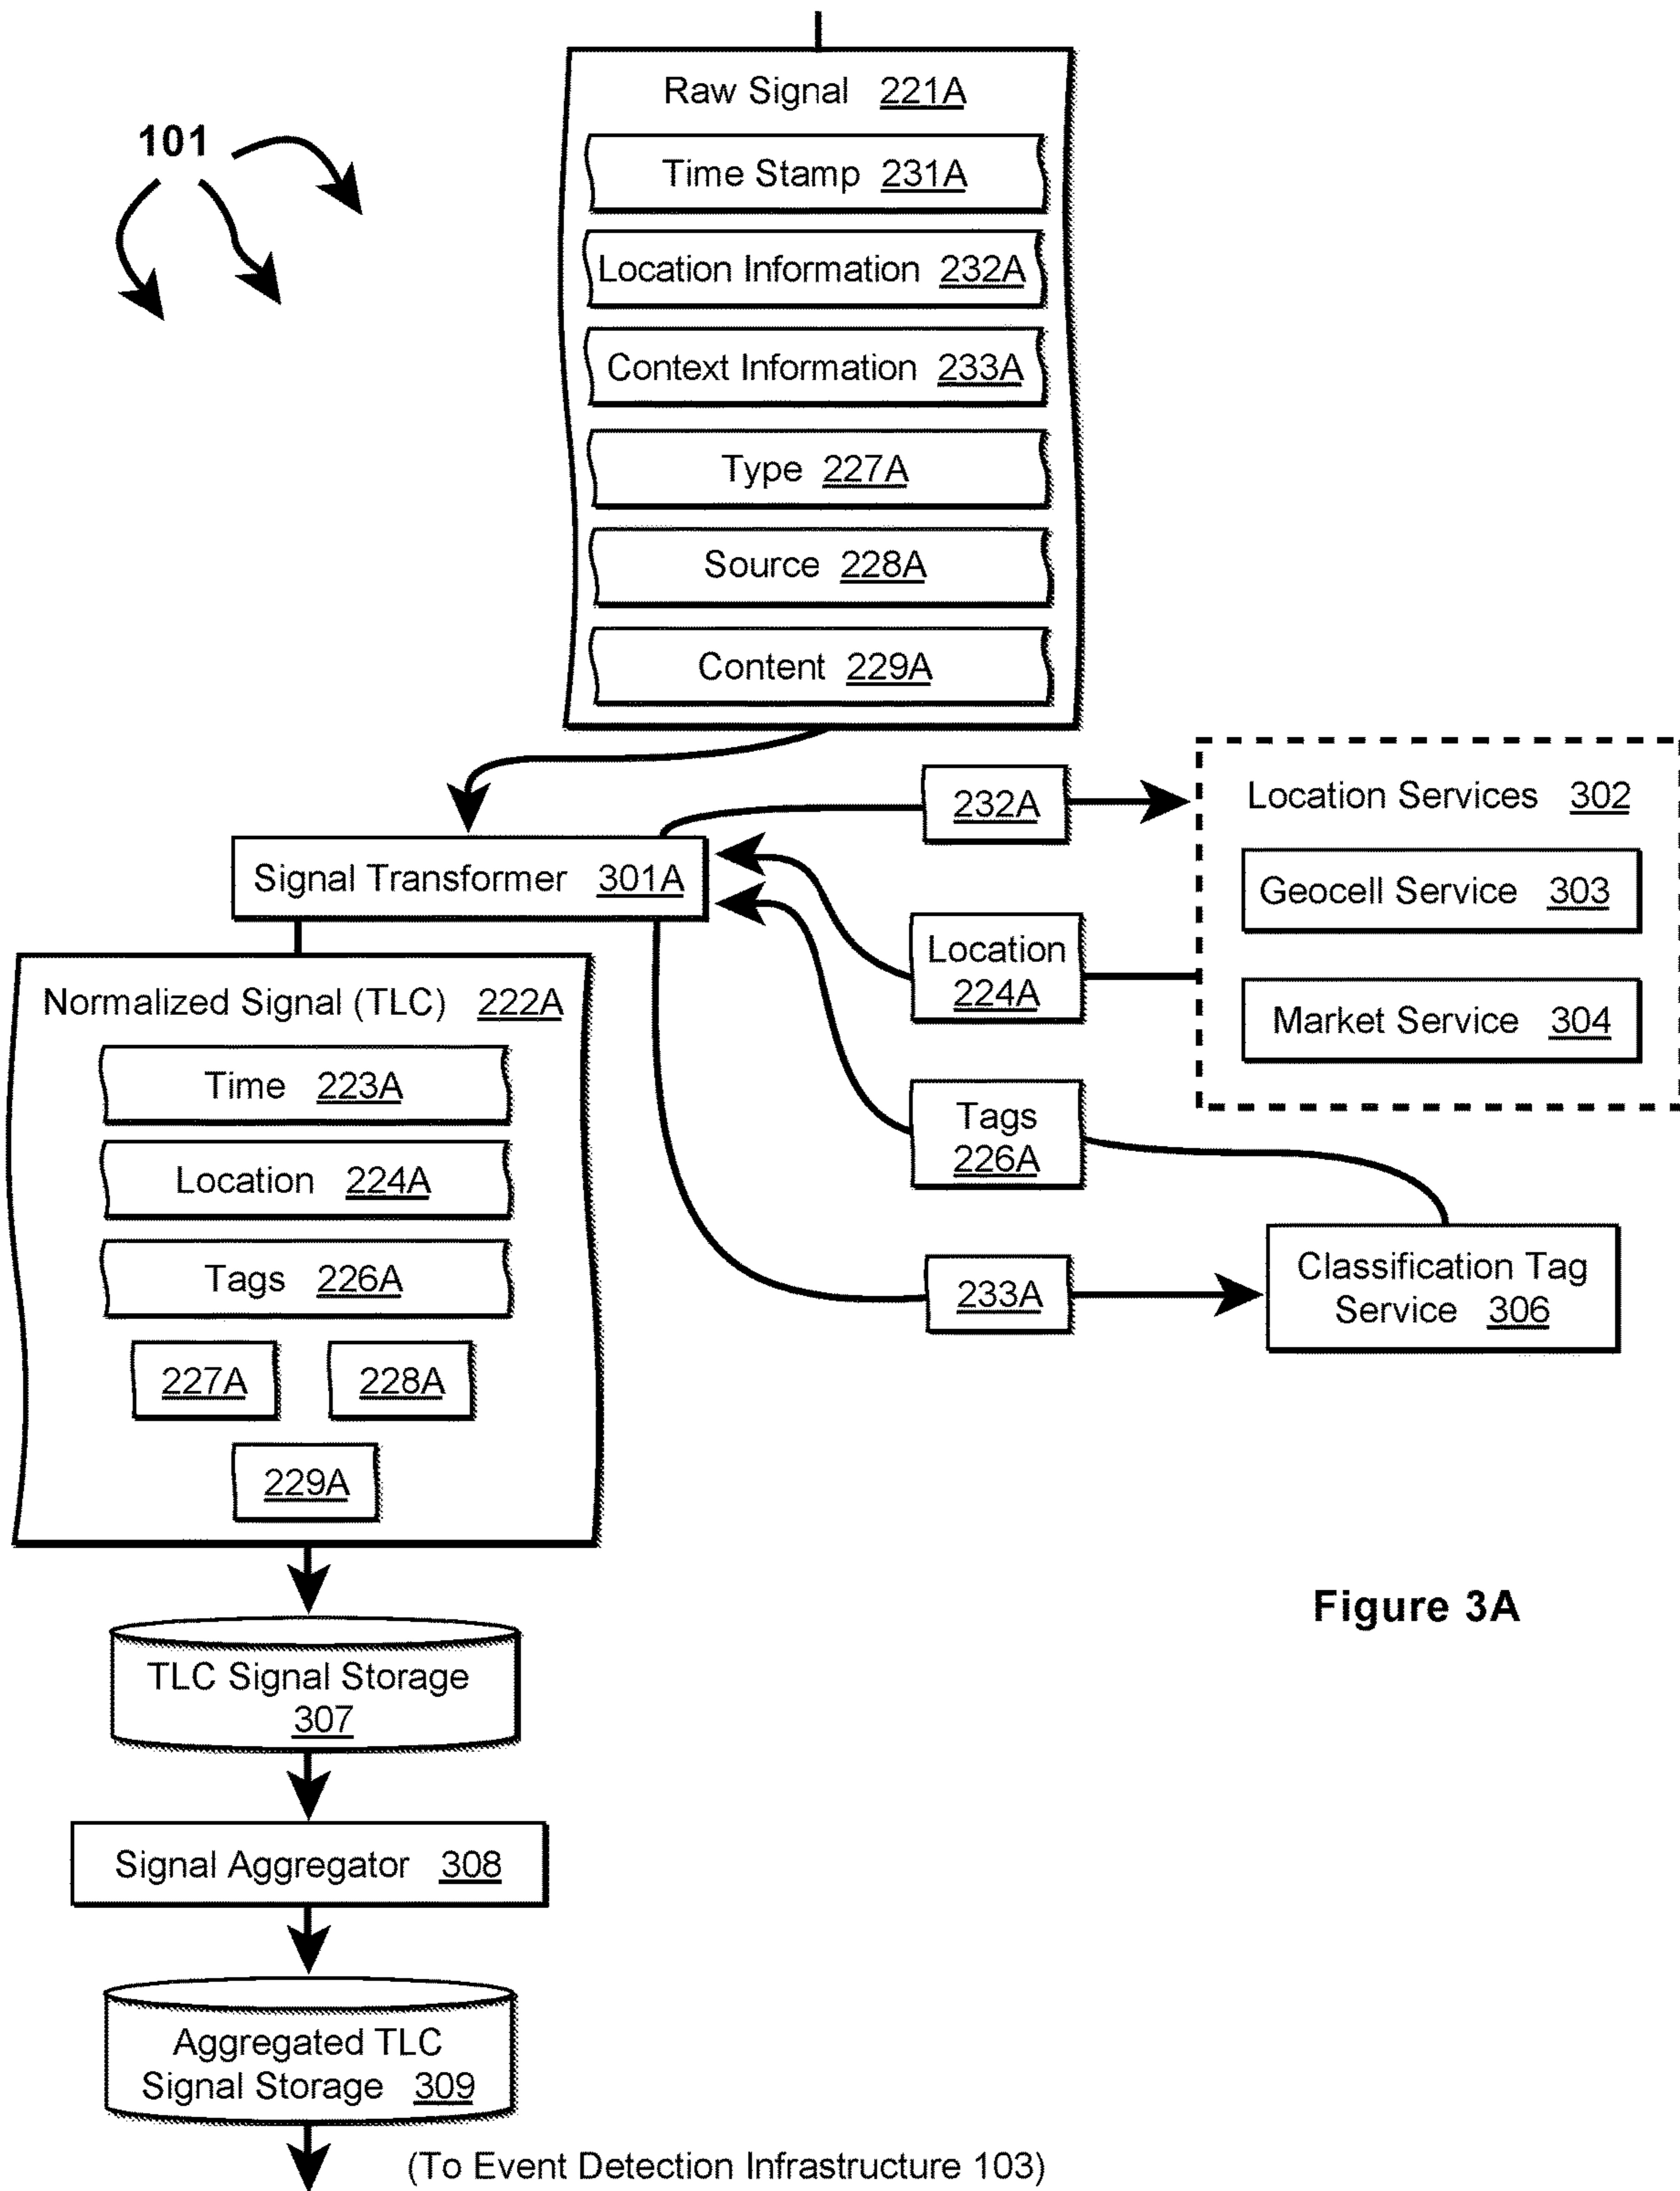 Raw Signal 221A
101
Time Stamp 231A
Location Information 232A
Context Information 233A
Type 227A
Source 228A
Content 229A
232A
Location Services 302
Signal Transformer 301A
Geocell Service 303
Location
224A
Market Service 304
Normalized Signal (TLC) 222A
Time 223A
Tags
226A
Location 224A
Tags 226A
233A
Classification Tag
Service 306
227A
228A
229A
Figure 3A
TLC Signal Storage
307
Signal Aggregator 308
Aggregated TLC
Signal Storage 309
(To Event Detection Infrastructure 103)